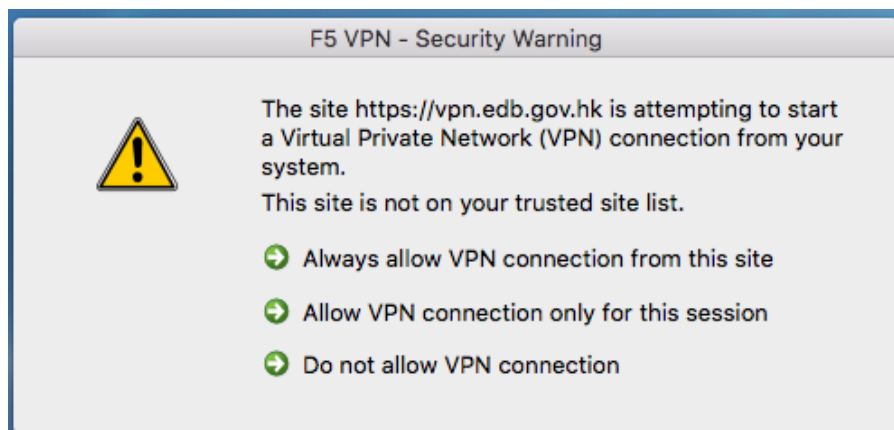 F5 VPN - Security Warning
The site https://vpn.edb.gov.hk is attempting to start
a Virtual Private Network (VPN) connection from your
system.
This site is not on your trusted site list.
Always allow VPN connection from this site
Allow VPN connection only for this session
Do not allow VPN connection